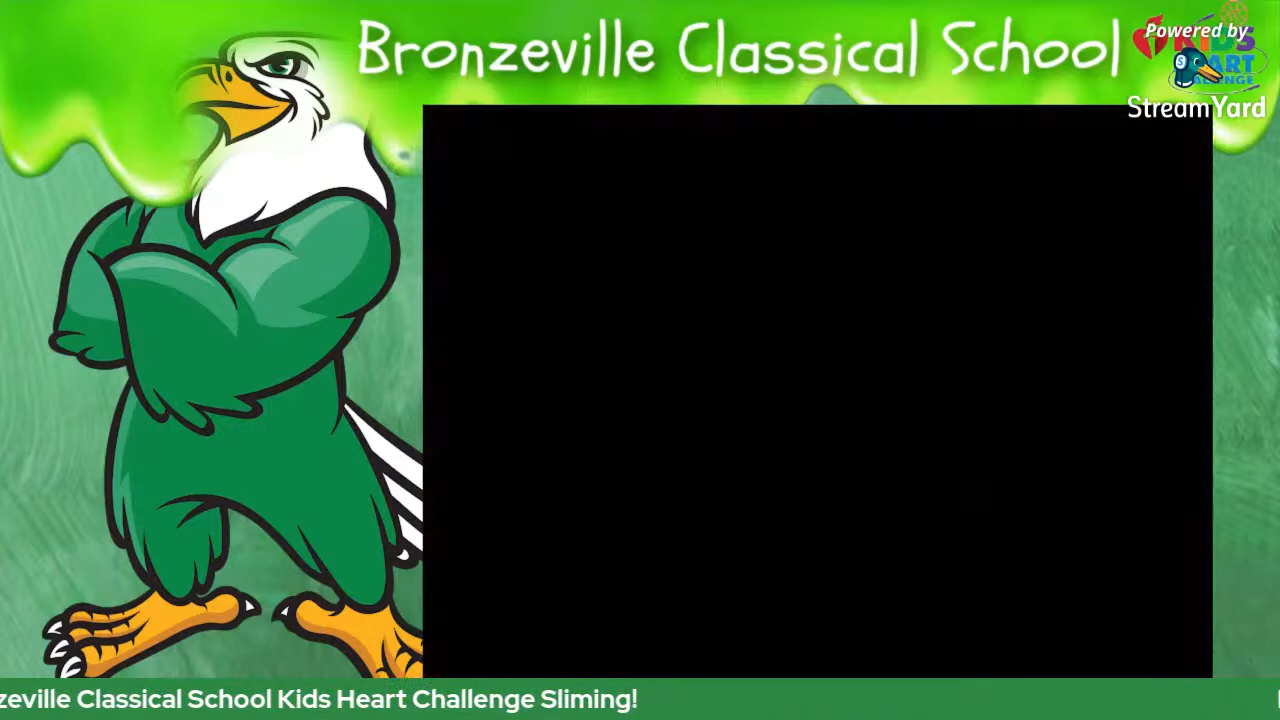 Bronzeville Classical School
Powered by
StreamYard
zeville Classical School Kids Heart Challenge Sliming!